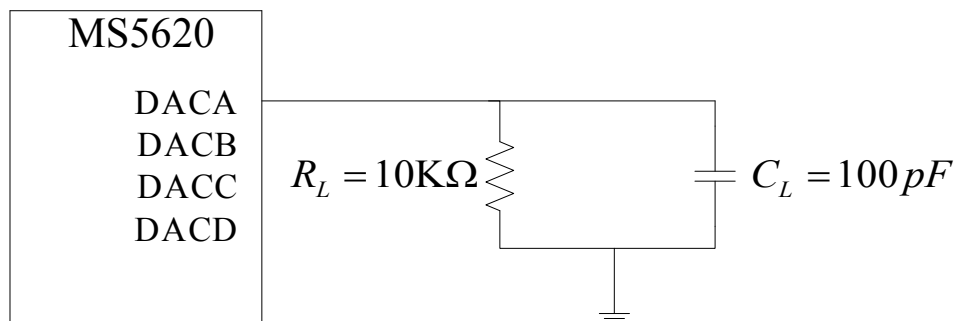 MS5620
DACA
DACB
DACC
DACD
R_L = 10KΩ
C_L = 100pF